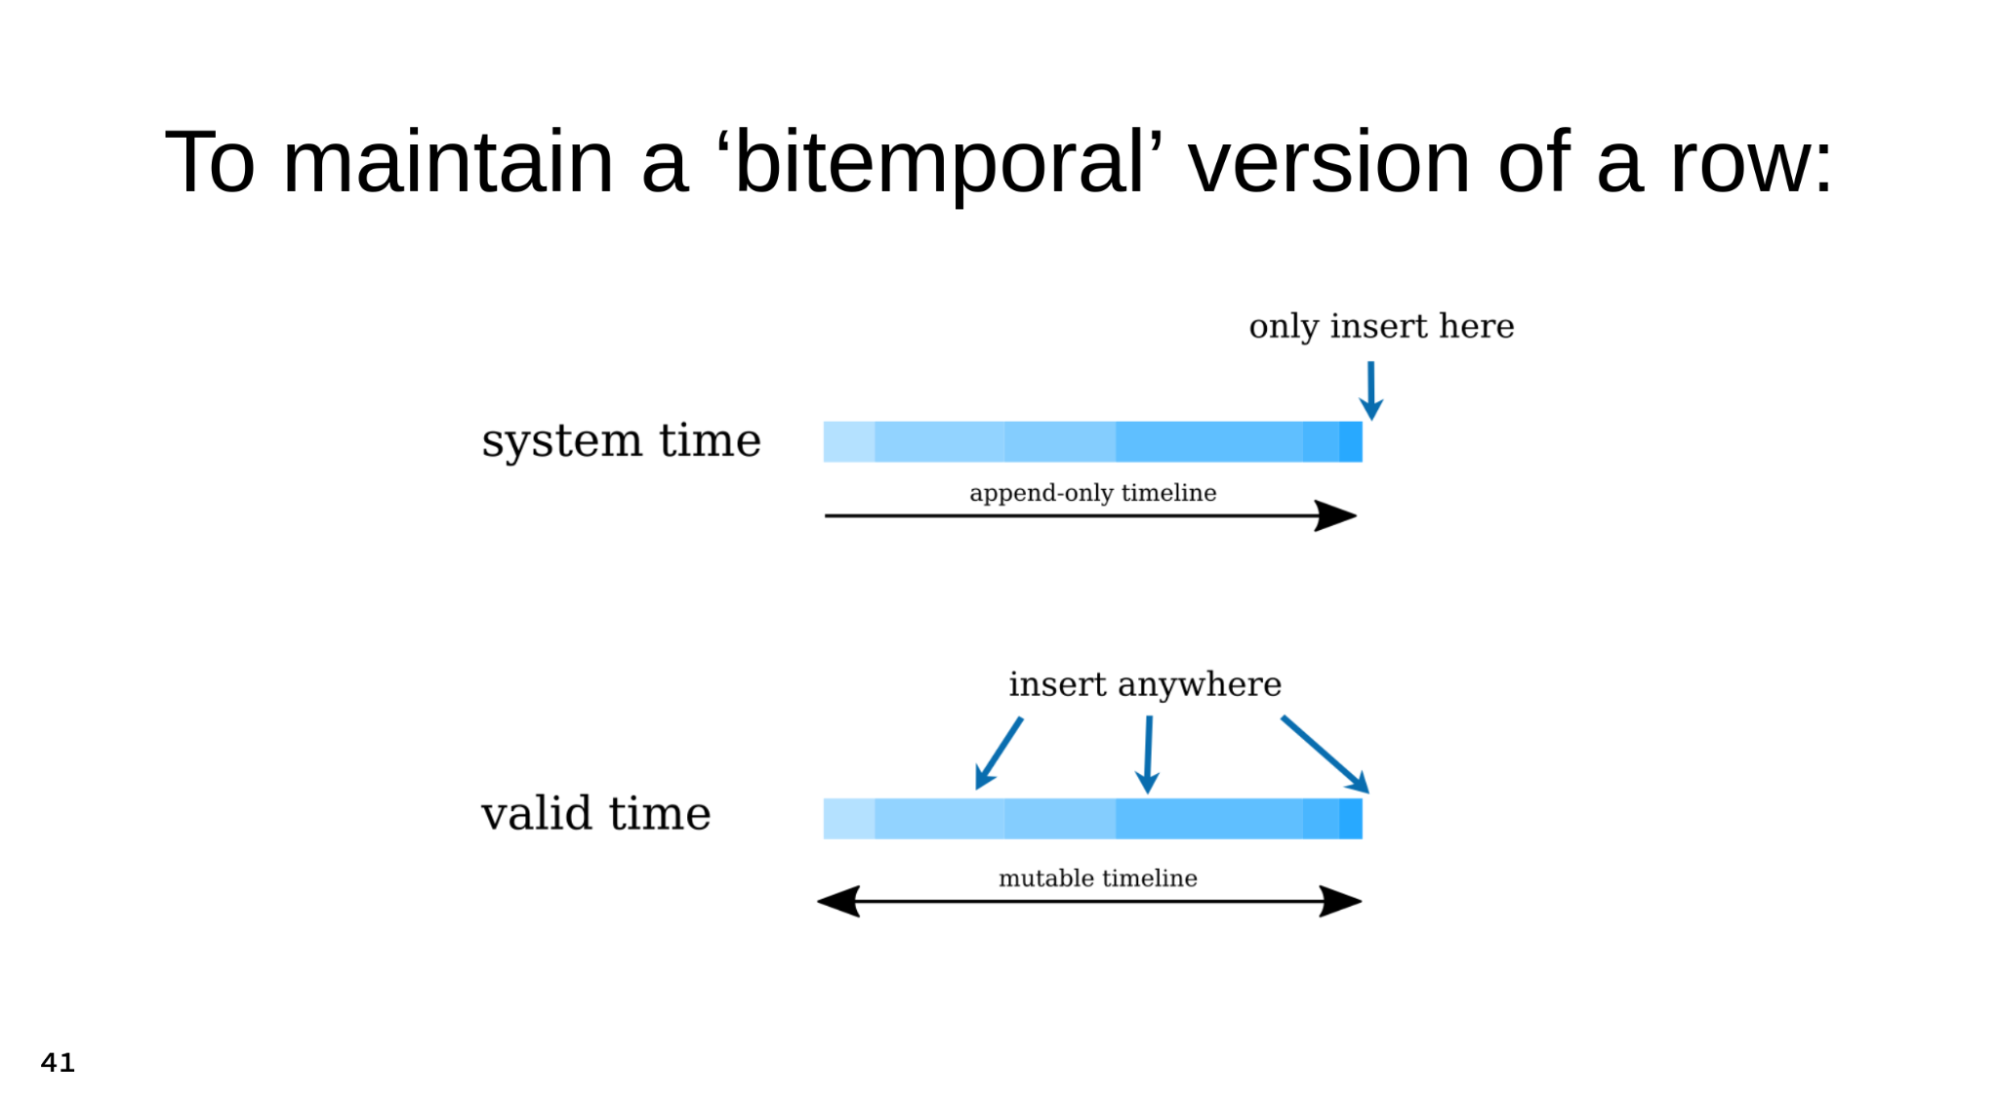 To maintain a ‘bitemporal’ version of a row:
only insert here
system time
append-only timeline
insert anywhere
valid time
mutable timeline
41